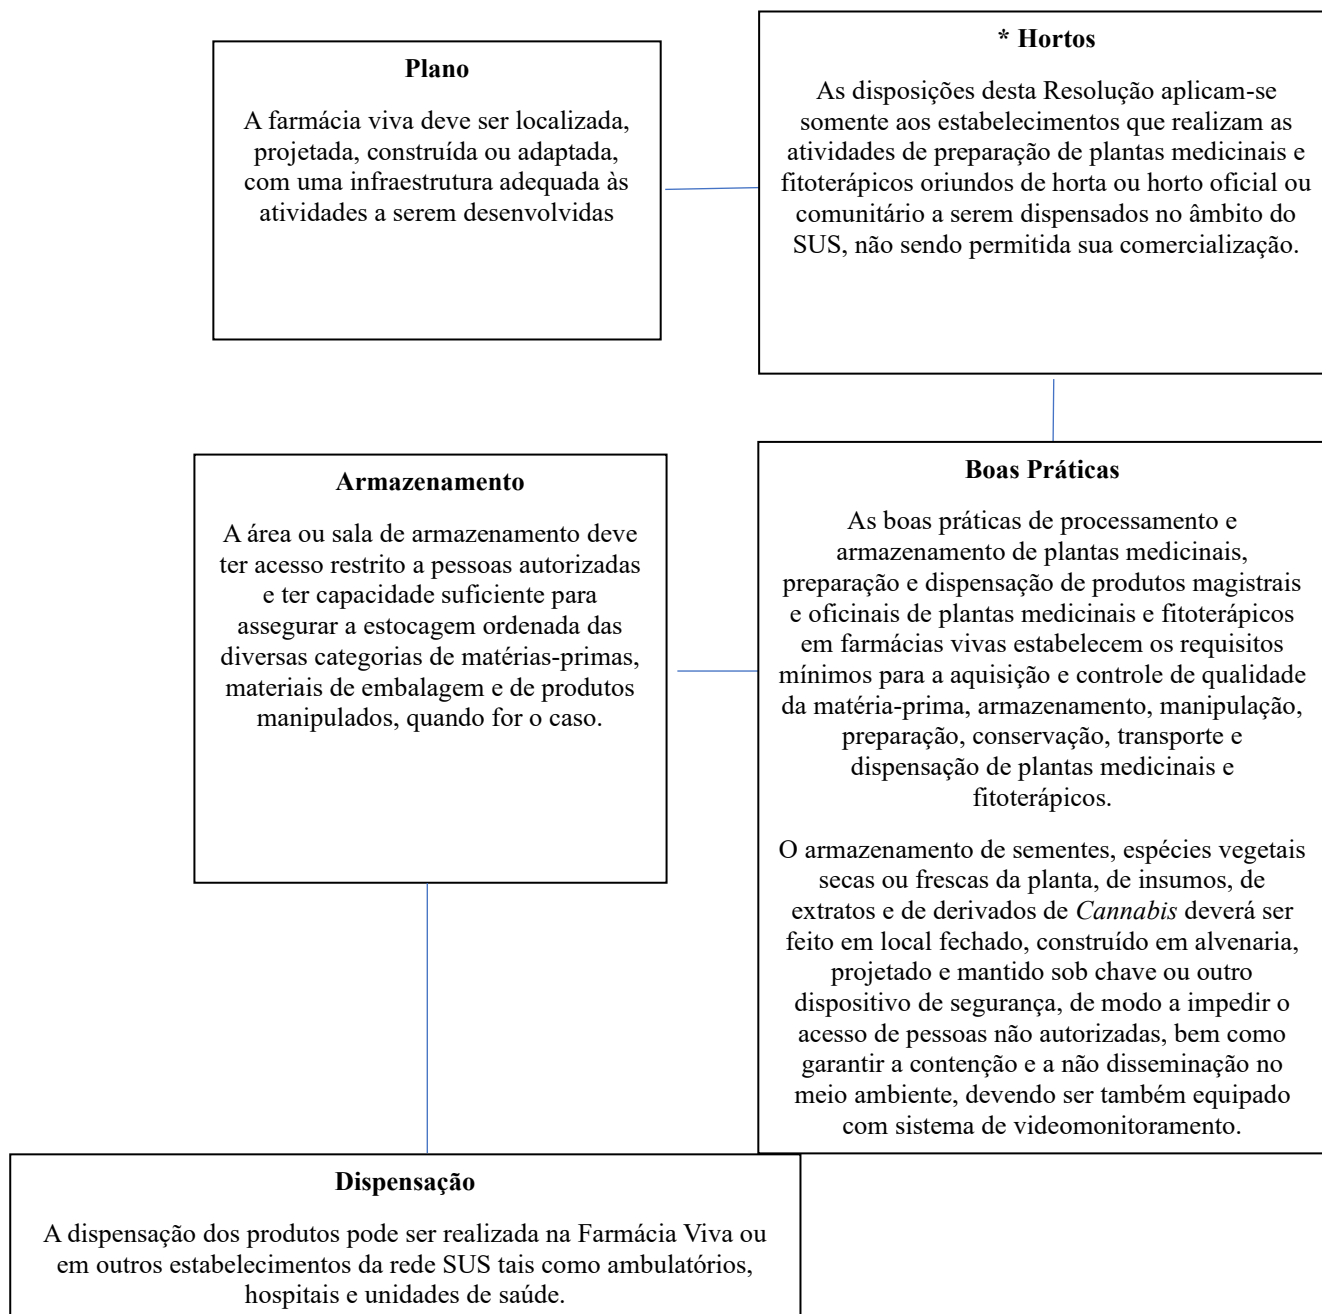 Plano
A farmácia viva deve ser localizada,
projetada, construída ou adaptada,
com uma infraestrutura adequada às
atividades a serem desenvolvidas
* Hortos
As disposições desta Resolução aplicam-se
somente aos estabelecimentos que realizam as
atividades de preparação de plantas medicinais e
fitoterápicos oriundos de horta ou horto oficial ou
comunitário a serem dispensados no âmbito do
SUS, não sendo permitida sua comercialização.
Armazenamento
A área ou sala de armazenamento deve
ter acesso restrito a pessoas autorizadas
e ter capacidade suficiente para
assegurar a estocagem ordenada das
diversas categorias de matérias-primas,
materiais de embalagem e de produtos
manipulados, quando for o caso.
Boas Práticas
As boas práticas de processamento e
armazenamento de plantas medicinais,
preparação e dispensação de produtos magistrais
e oficinais de plantas medicinais e fitoterápicos
em farmácias vivas estabelecem os requisitos
mínimos para a aquisição e controle de qualidade
da matéria-prima, armazenamento, manipulação,
preparação, conservação, transporte e
dispensação de plantas medicinais e
fitoterápicos.
O armazenamento de sementes, espécies vegetais
secas ou frescas da planta, de insumos, de
extratos e de derivados de Cannabis deverá ser
feito em local fechado, construído em alvenaria,
projetado e mantido sob chave ou outro
dispositivo de segurança, de modo a impedir o
acesso de pessoas não autorizadas, bem como
garantir a contenção e a não disseminação no
meio ambiente, devendo ser também equipado
com sistema de videomonitoramento.
Dispensação
A dispensação dos produtos pode ser realizada na Farmácia Viva ou
em outros estabelecimentos da rede SUS tais como ambulatórios,
hospitais e unidades de saúde.